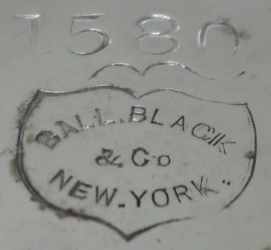 1580
BALL. BLACK
& Co
NEW.YORK.